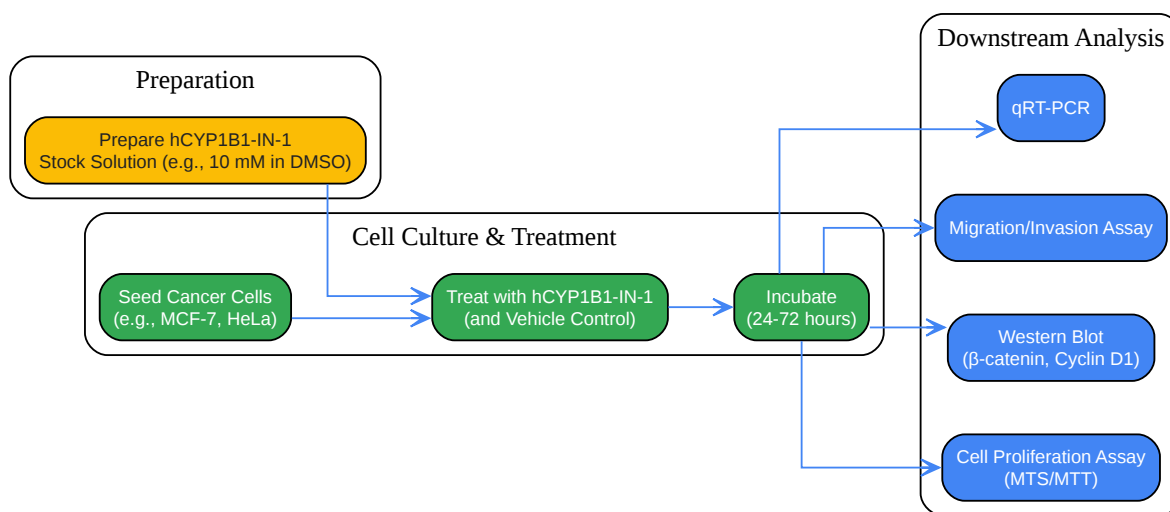 Preparation
Prepare hCYP1B1-IN-1
Stock Solution (e.g., 10 mM in DMSO)
Cell Culture & Treatment
Seed Cancer Cells
(e.g., MCF-7, HeLa)
Treat with hCYP1B1-IN-1
(and Vehicle Control)
Incubate
(24-72 hours)
Downstream Analysis
qRT-PCR
Migration/Invasion Assay
Western Blot
(β-catenin, Cyclin D1)
Cell Proliferation Assay
(MTS/MTT)